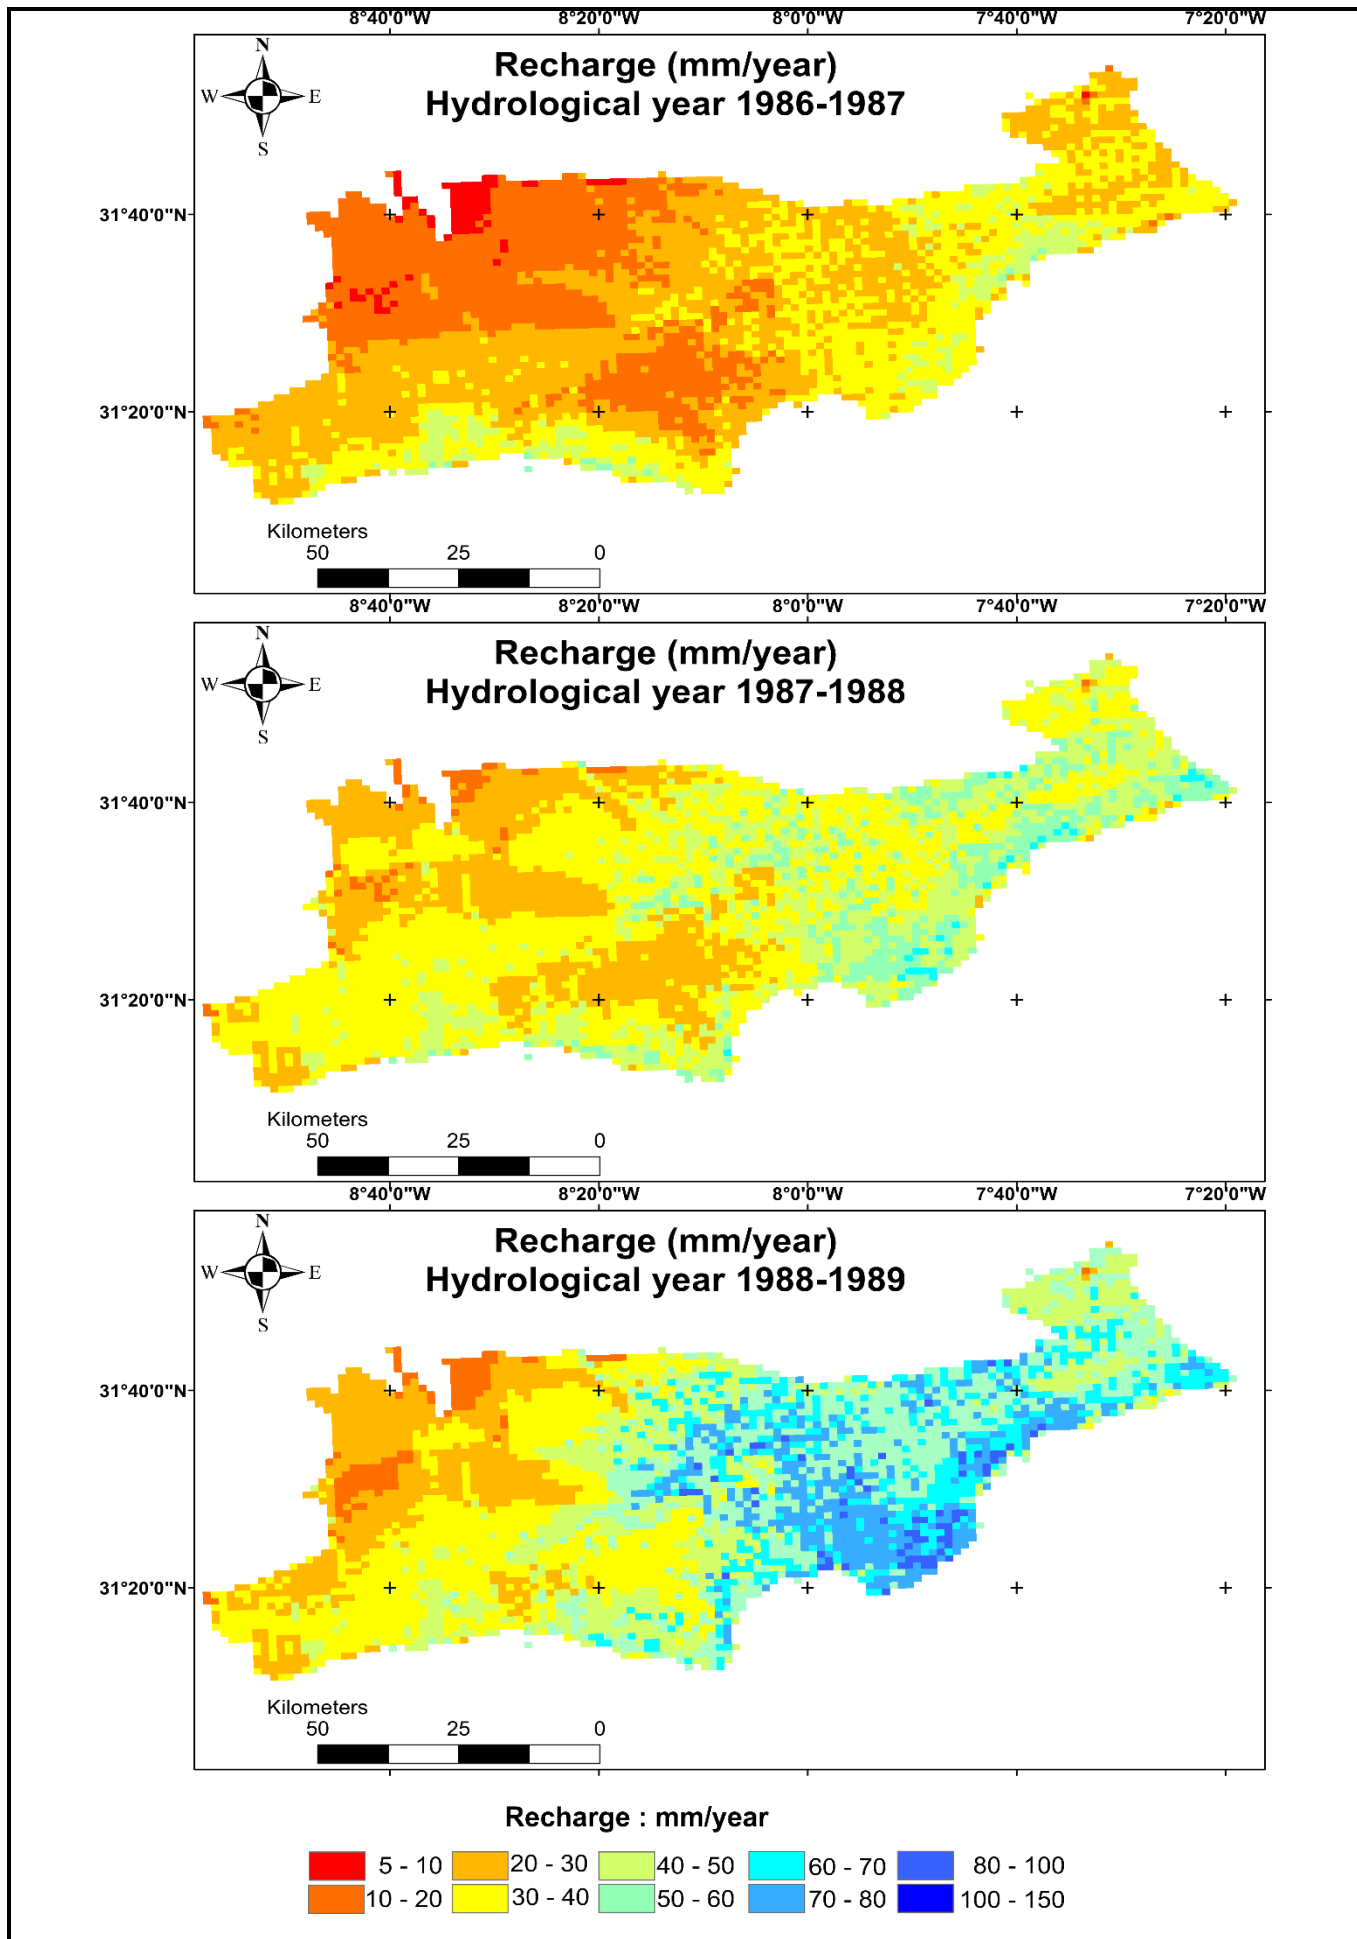 8°40'0"W 8°20'0"W 8°0'0"W 7°40'0"W 7°20'0"W
Recharge (mm/year)
Hydrological year 1986-1987
N
W E
S
31°40'0"N
31°20'0"N
Kilometers
50 25 0
8°40'0"W 8°20'0"W 8°0'0"W 7°40'0"W 7°20'0"W
Recharge (mm/year)
Hydrological year 1987-1988
N
W E
S
31°40'0"N
31°20'0"N
Kilometers
50 25 0
8°40'0"W 8°20'0"W 8°0'0"W 7°40'0"W 7°20'0"W
Recharge (mm/year)
Hydrological year 1988-1989
N
W E
S
31°40'0"N
31°20'0"N
Kilometers
50 25 0
Recharge : mm/year
5 - 10 20 - 30 40 - 50 60 - 70 80 - 100
10 - 20 30 - 40 50 - 60 70 - 80 100 - 150